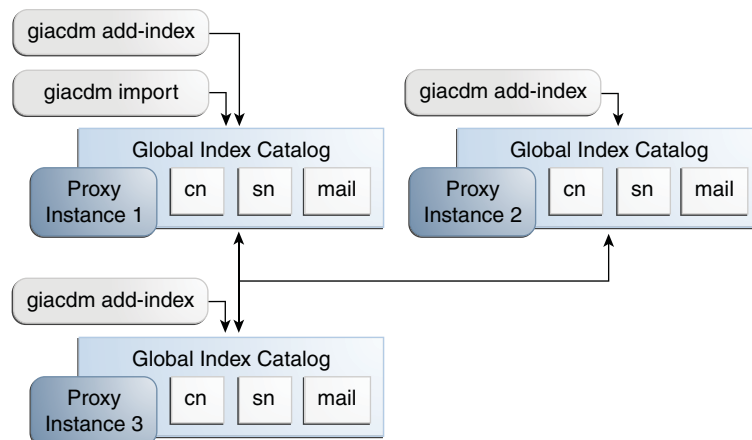 giacdm add-index
giacdm import
Global Index Catalog
Proxy
Instance 1
cn
sn
mail
giacdm add-index
Global Index Catalog
Proxy
Instance 2
cn
sn
mail
giacdm add-index
Global Index Catalog
Proxy
Instance 3
cn
sn
mail